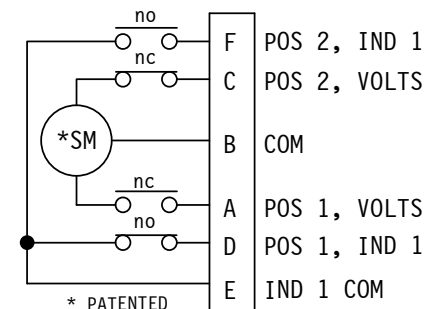 no
F POS 2, IND 1
nc
C POS 2, VOLTS
*SM B COM
nc
A POS 1, VOLTS
no
D POS 1, IND 1
E IND 1 COM
* PATENTED